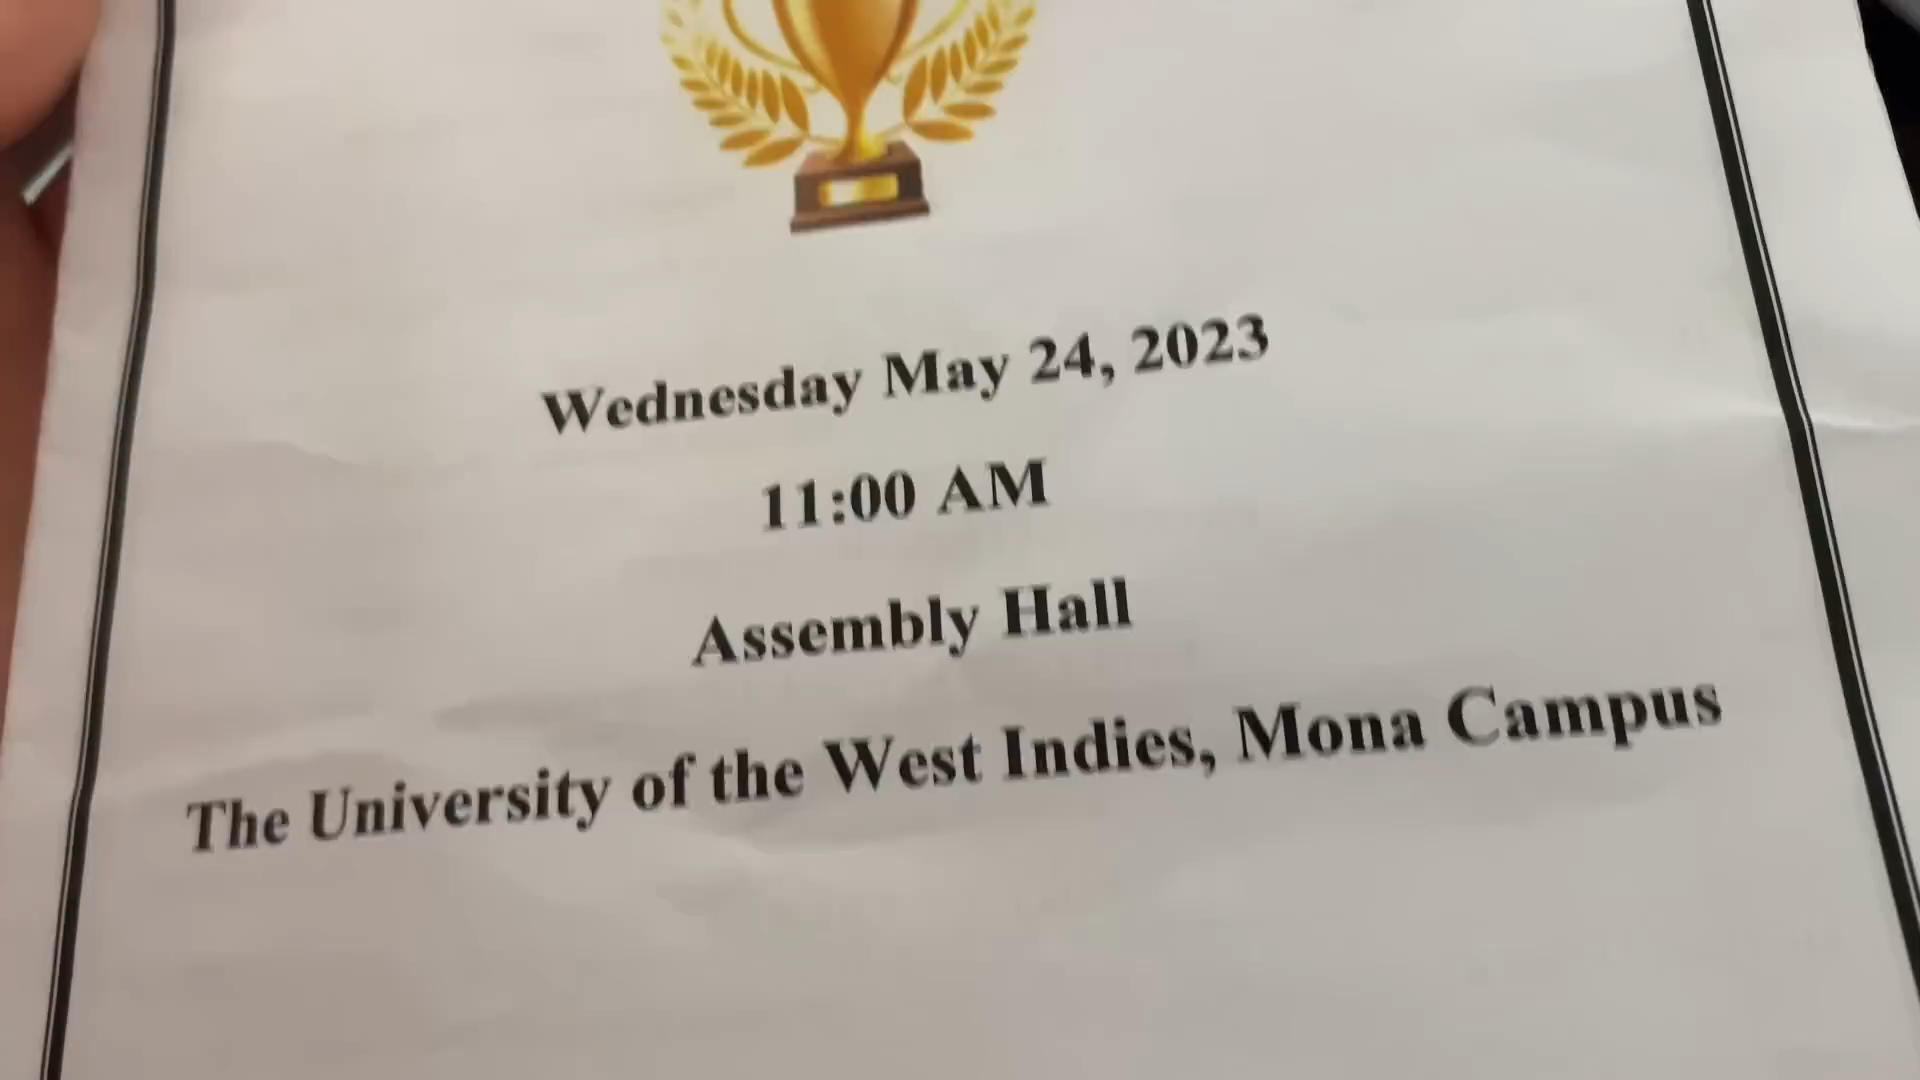 Wednesday May 24, 2023
11:00 AM
Assembly Hall
The University of the West Indies, Mona Campus